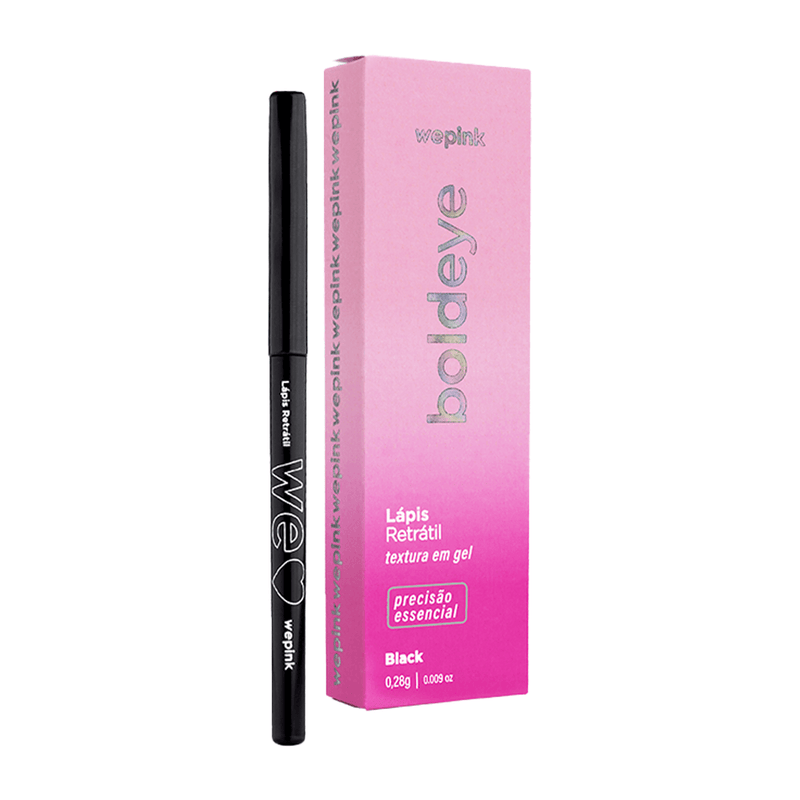 Lápis Retrátil
we
wepink
wepink wepink wepink wepink wepink wepink wepink
wepink
boldeye
Lápis
Retrátil
textura em gel
precisão
essencial
Black
0,28g | 0.009 oz